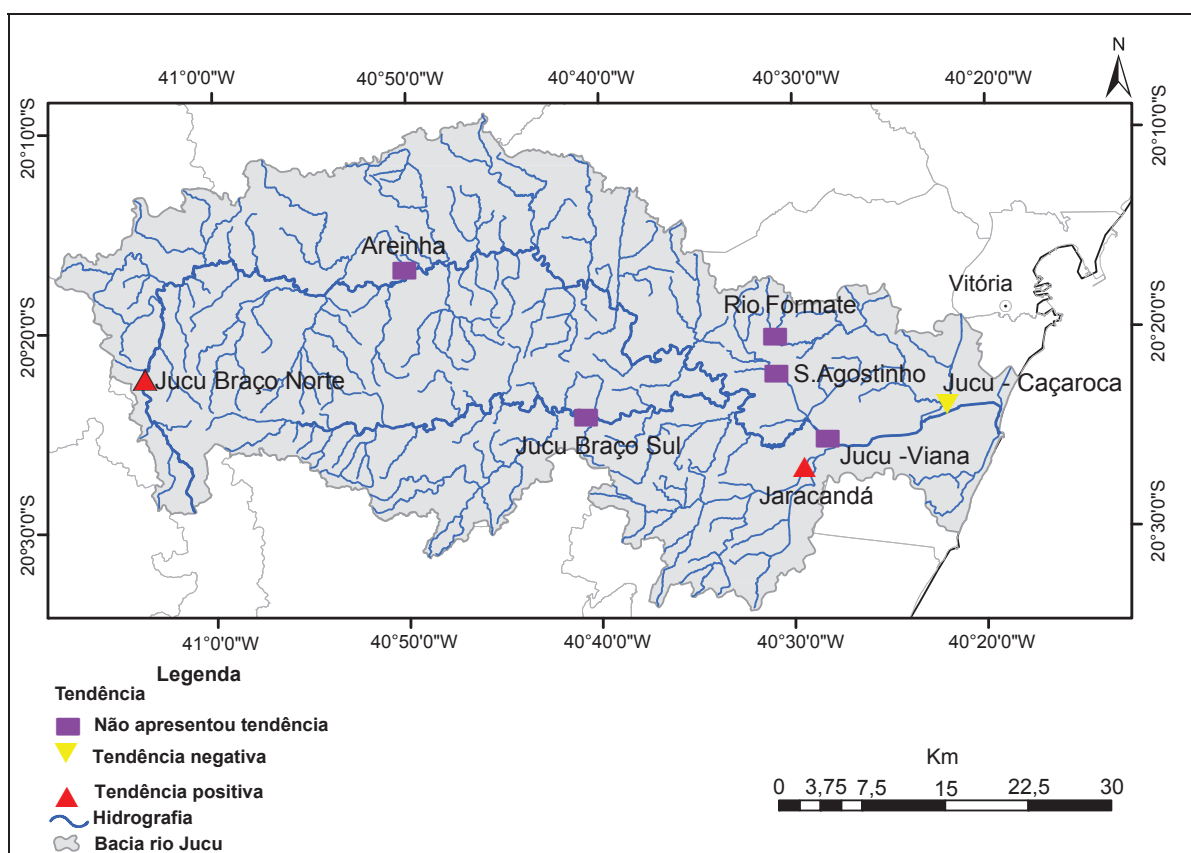 N
41°0'0"W 40°50'0"W 40°40'0"W 40°30'0"W 40°20'0"W
20°10'0"S
20°10'0"S
Areinha
Vitória
Rio Formate
20°20'0"S
20°20'0"S
Jucu Braço Norte
S.Agostinho
Jucu - Caçaroca
Jucu Braço Sul
Jucu -Viana
Jaracandá
20°30'0"S
20°30'0"S
41°0'0"W 40°50'0"W 40°40'0"W 40°30'0"W 40°20'0"W
Legenda
Tendência
Não apresentou tendência
Tendência negativa
Tendência positiva
Hidrografia
Bacia rio Jucu
Km
0 3,75 7,5 15 22,5 30